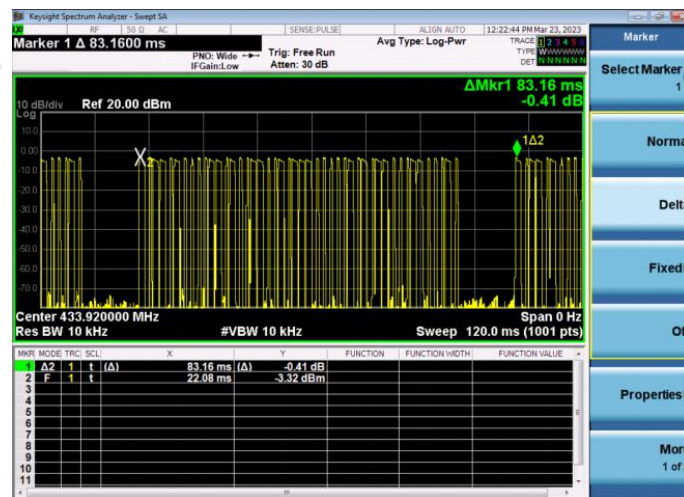 Keysight Spectrum Analyzer - Swept SA
RF 50 Ω AC SENSE:PULSE ALIGN AUTO 12:22:44 PM Mar 23, 2023
Marker 1 Δ 83.1600 ms
PNO: Wide
IFGain:Low
Trig: Free Run
Atten: 30 dB
Avg Type: Log-Pwr
TRACE 1 2 3 4 5 6
TYPE W
DET N N N N N N
ΔMkr1 83.16 ms
-0.41 dB
10 dB/div Ref 20.00 dBm
Log
10.0
0.00
-10.0
-20.0
-30.0
-40.0
-50.0
-60.0
-70.0
X2
1Δ2
Center 433.920000 MHz Span 0 Hz
Res BW 10 kHz #VBW 10 kHz Sweep 120.0 ms (1001 pts)
MKR MODE TRC SCL X Y FUNCTION FUNCTION WIDTH FUNCTION VALUE
1 Δ2 1 t (Δ) 83.16 ms (Δ) -0.41 dB
2 F 1 t 22.08 ms -3.32 dBm
3
4
5
6
7
8
9
10
11
Marker
Select Marker
1
Norma
Delt
Fixed
Of
Properties
Mor
1 of